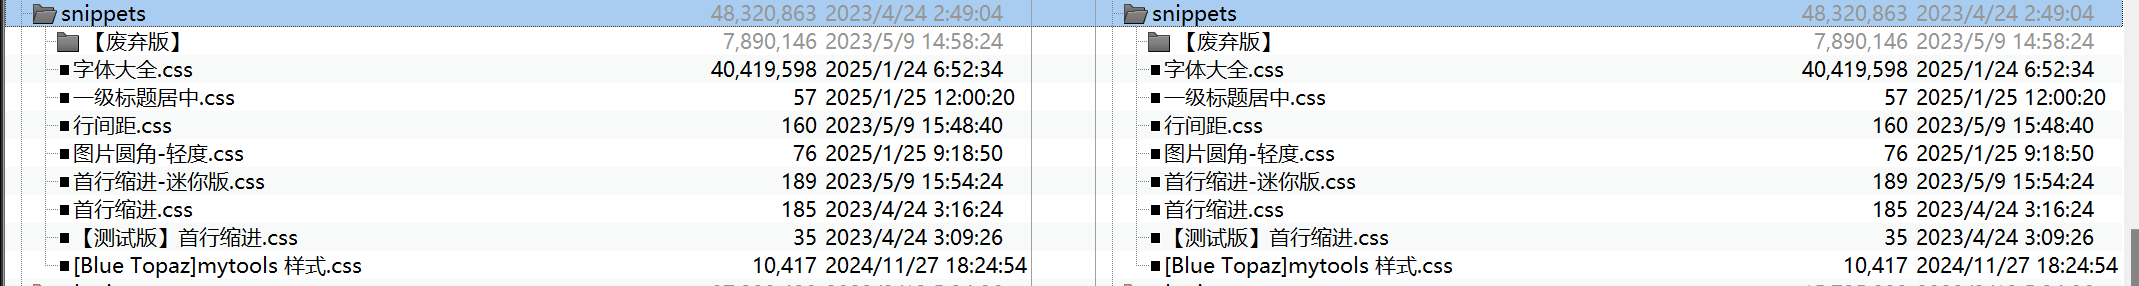 snippets 48,320,863 2023/4/24 2:49:04 snippets 48,320,863 2023/4/24 2:49:04
【废弃版】 7,890,146 2023/5/9 14:58:24 【废弃版】 7,890,146 2023/5/9 14:58:24
字体大全.css 40,419,598 2025/1/24 6:52:34 字体大全.css 40,419,598 2025/1/24 6:52:34
一级标题居中.css 57 2025/1/25 12:00:20 一级标题居中.css 57 2025/1/25 12:00:20
行间距.css 160 2023/5/9 15:48:40 行间距.css 160 2023/5/9 15:48:40
图片圆角-轻度.css 76 2025/1/25 9:18:50 图片圆角-轻度.css 76 2025/1/25 9:18:50
首行缩进-迷你版.css 189 2023/5/9 15:54:24 首行缩进-迷你版.css 189 2023/5/9 15:54:24
首行缩进.css 185 2023/4/24 3:16:24 首行缩进.css 185 2023/4/24 3:16:24
【测试版】首行缩进.css 35 2023/4/24 3:09:26 【测试版】首行缩进.css 35 2023/4/24 3:09:26
[Blue Topaz]mytools 样式.css 10,417 2024/11/27 18:24:54 [Blue Topaz]mytools 样式.css 10,417 2024/11/27 18:24:54